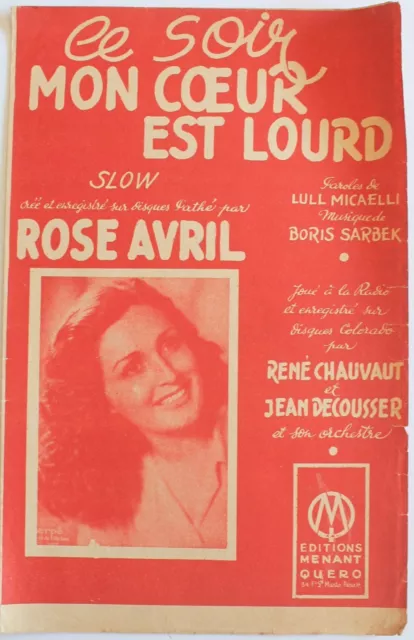 Ce Soir
MON CŒUR
EST LOURD
SLOW
créé et enregistré sur disques Pathé par
ROSE AVRIL
Paroles de
LULL MICAELLI
Musique de
BORIS SARBEK
Joué à la Radio
et enregistré sur
disques Colorado
par
RENÉ CHAUVAUT
et
JEAN DECOUSSER
et son orchestre
M
EDITIONS
MENANT
QUERO